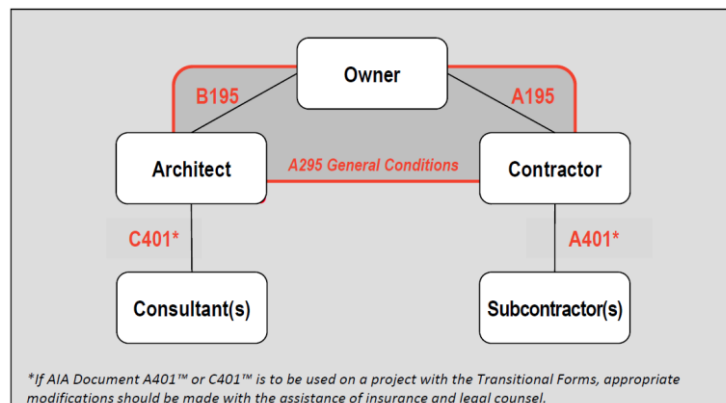 Owner
B195
A195
Architect
A295 General Conditions
Contractor
C401*
A401*
Consultant(s)
Subcontractor(s)
*If AIA Document A401™ or C401™ is to be used on a project with the Transitional Forms, appropriate
modifications should be made with the assistance of insurance and legal counsel.